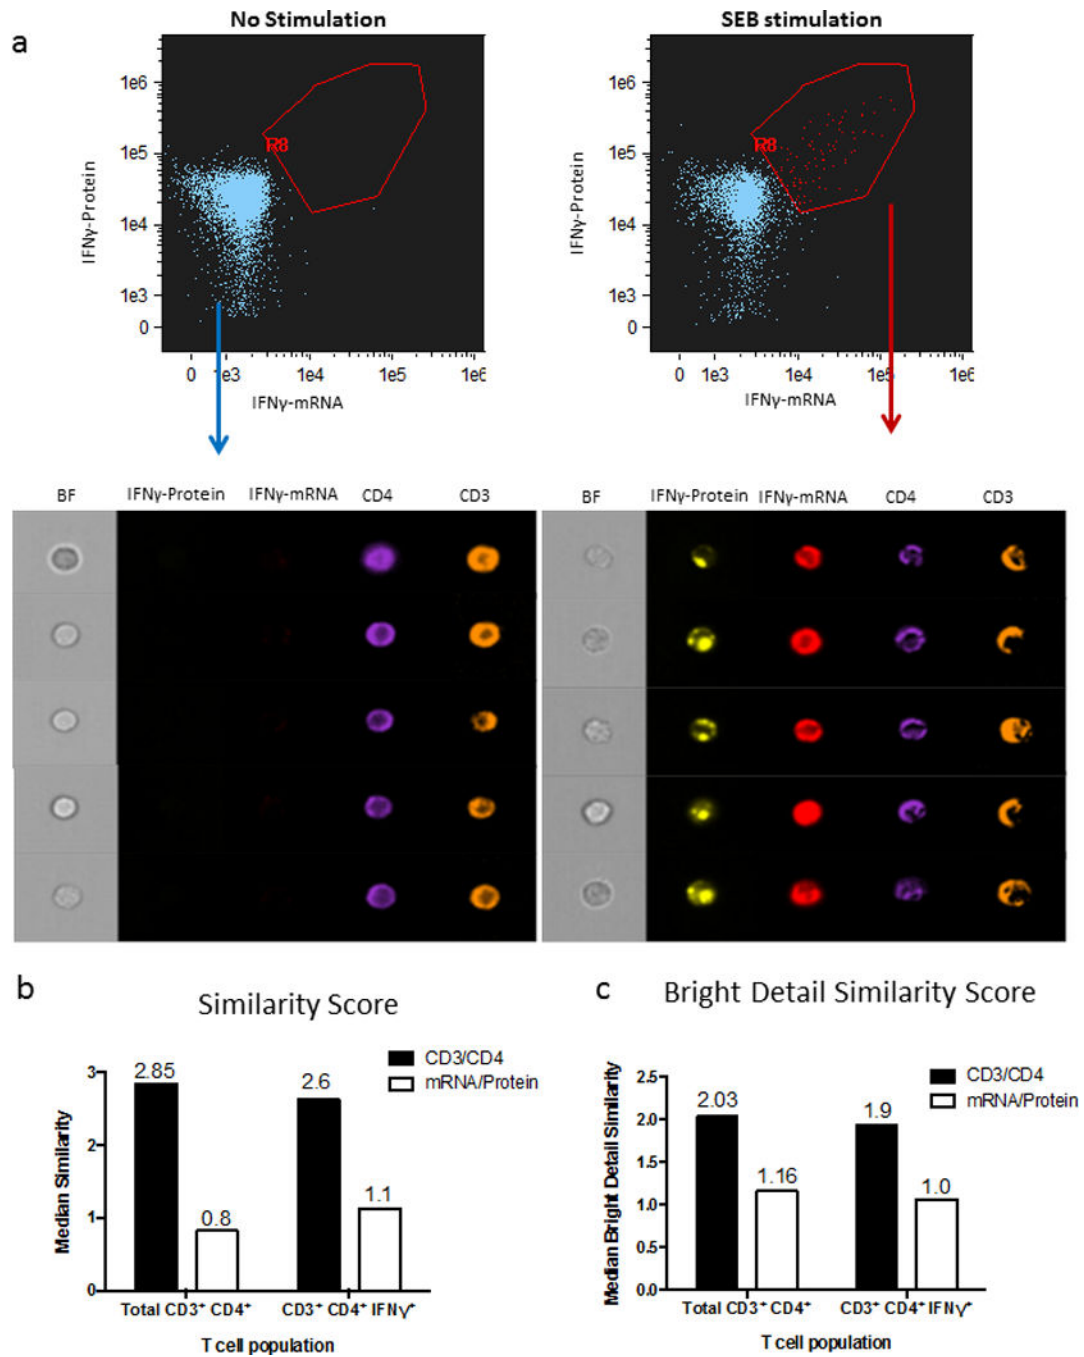 a
No Stimulation
SEB stimulation
1e6
1e5
1e4
1e3
0
IFNγ-Protein
R8
0 1e3 1e4 1e5 1e6
IFNγ-mRNA
1e6
1e5
1e4
1e3
0
IFNγ-Protein
R8
0 1e3 1e4 1e5 1e6
IFNγ-mRNA
BF IFNγ-Protein IFNγ-mRNA CD4 CD3
BF IFNγ-Protein IFNγ-mRNA CD4 CD3
b
Similarity Score
CD3/CD4
mRNA/Protein
3
2
1
0
Median Similarity
2.85
0.8
2.6
1.1
Total CD3⁺ CD4⁺
CD3⁺ CD4⁺ IFNγ⁺
T cell population
c
Bright Detail Similarity Score
CD3/CD4
mRNA/Protein
2.5
2.0
1.5
1.0
0.5
0.0
Median Bright Detail Similarity
2.03
1.16
1.9
1.0
Total CD3⁺ CD4⁺
CD3⁺ CD4⁺ IFNγ⁺
T cell population